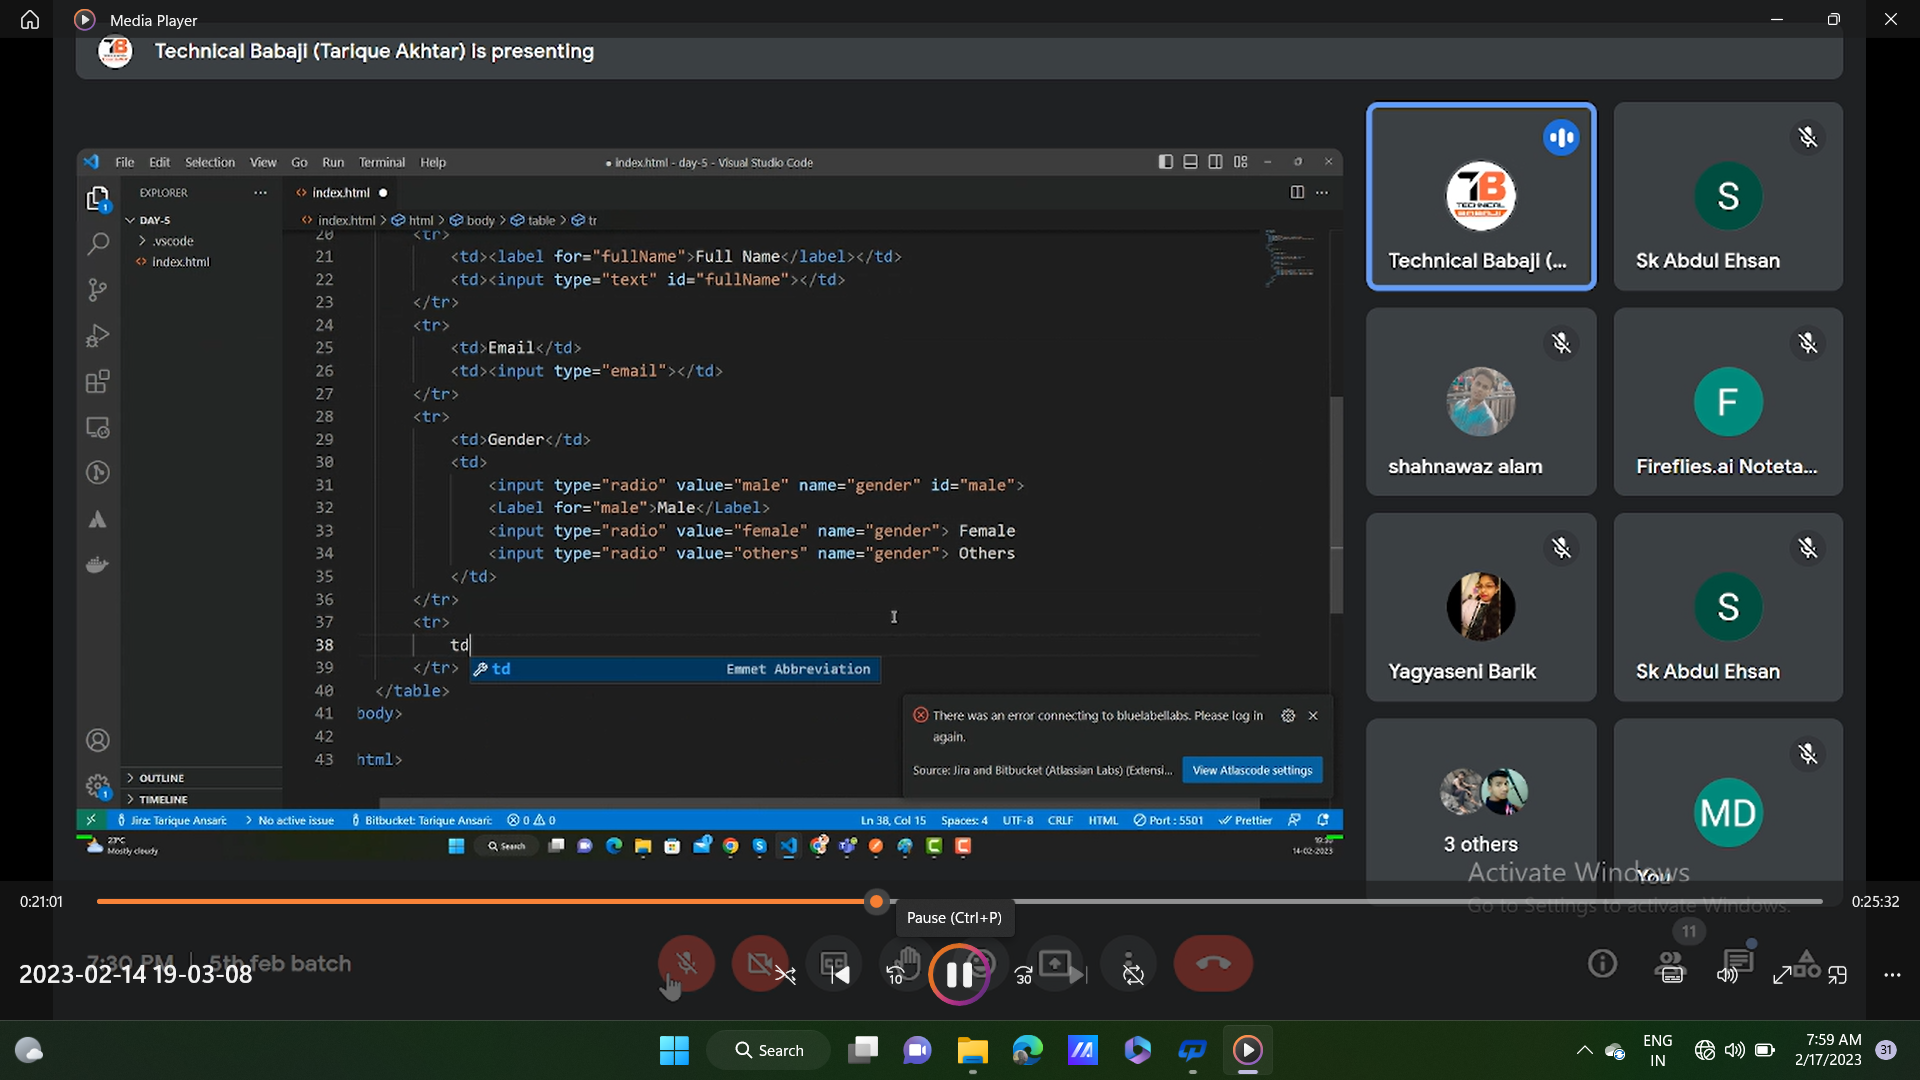 Media Player
7B Technical Babaji (Tarique Akhtar) is presenting
File Edit Selection View Go Run Terminal Help
● index.html - day-5 - Visual Studio Code
EXPLORER
index.html
DAY-5
.vscode
index.html
index.html > html > body > table > tr
20 <tr>
21 <td><label for="fullName">Full Name</label></td>
22 <td><input type="text" id="fullName"></td>
23 </tr>
24 <tr>
25 <td>Email</td>
26 <td><input type="email"></td>
27 </tr>
28 <tr>
29 <td>Gender</td>
30 <td>
31 <input type="radio" value="male" name="gender" id="male">
32 <Label for="male">Male</Label>
33 <input type="radio" value="female" name="gender"> Female
34 <input type="radio" value="others" name="gender"> Others
35 </td>
36 </tr>
37 <tr>
38 td
39 </tr>
td Emmet Abbreviation
40 </table>
41 body>
42
43 html>
There was an error connecting to bluelabellabs. Please log in
again.
Source: Jira and Bitbucket (Atlassian Labs) (Extensi...
View Atlascode settings
OUTLINE
TIMELINE
1
1
Jira: Tarique Ansari: No active issue Bitbucket: Tarique Ansari: 0 0
Ln 38, Col 15 Spaces: 4 UTF-8 CRLF HTML Port : 5501 Prettier
23°C
Mostly cloudy
Search
14-02-2023
7B
TECHNICAL
BABAJI
Technical Babaji (...
S
Sk Abdul Ehsan
shahnawaz alam
F
Fireflies.ai Noteta...
Yagyaseni Barik
S
Sk Abdul Ehsan
3 others
MD
You
Activate Windows
Go to Settings to activate Windows.
0:21:01
0:25:32
Pause (Ctrl+P)
7:30 PM | 5th feb batch
2023-02-14 19-03-08
10
30
11
Search
ENG
IN
7:59 AM
2/17/2023
31